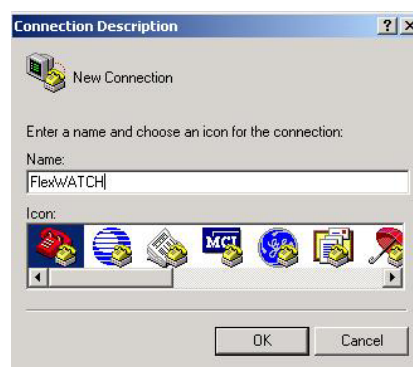 Connection Description
New Connection
Enter a name and choose an icon for the connection:
Name:
FlexWATCH
Icon:
MCI
OK
Cancel